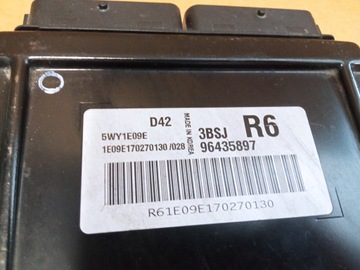 D42
MADE IN KOREA
3BSJ R6
5WY1E09E
1E09E170270130 /028
96435897
R61E09E170270130